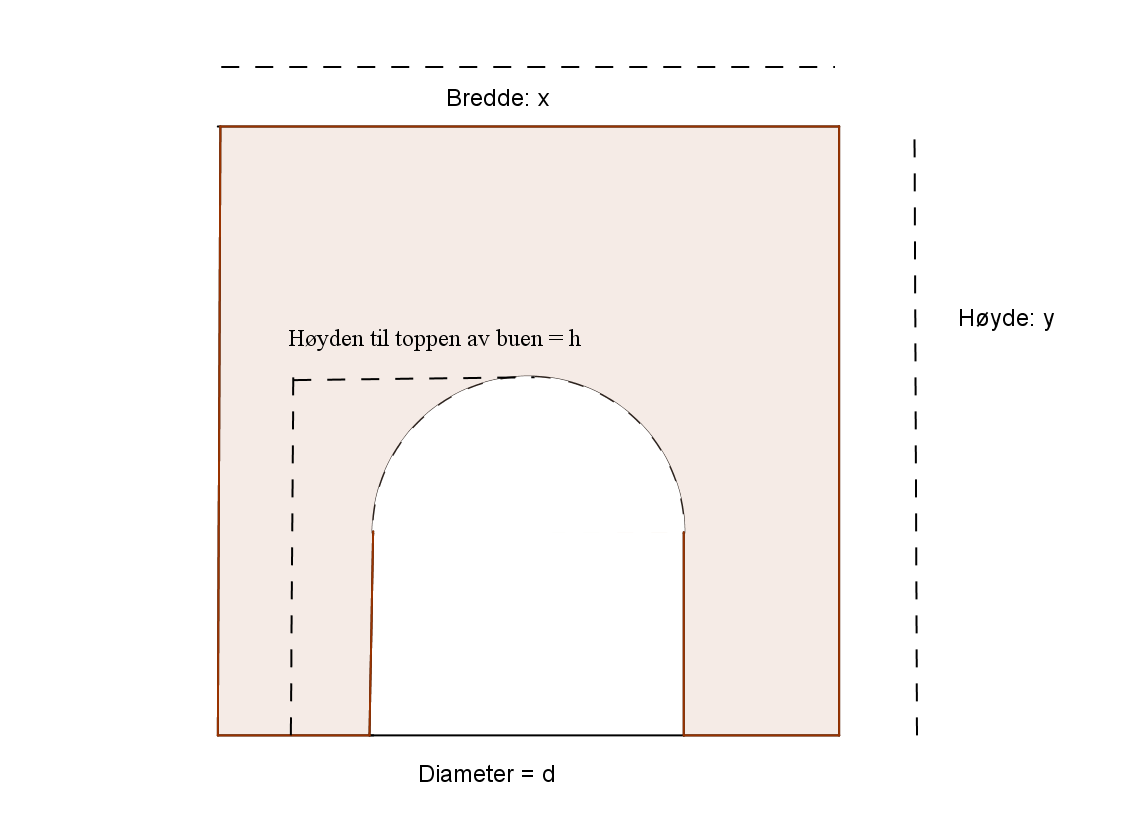 Bredde: x
Høyde: y
Høyden til toppen av buen = h
Diameter = d